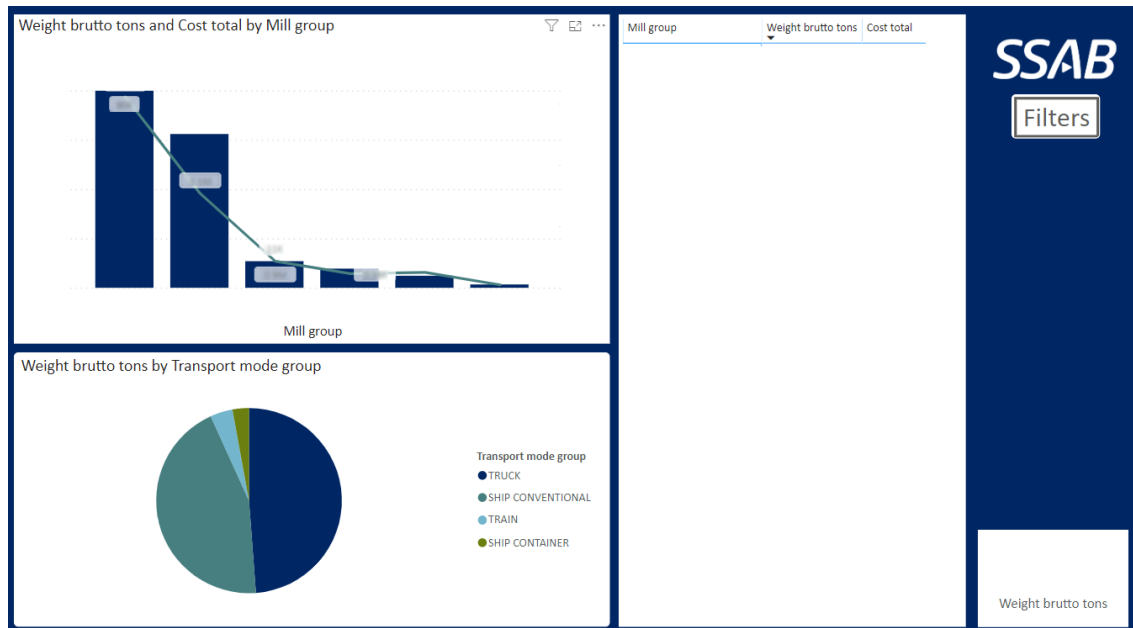 Weight brutto tons and Cost total by Mill group
Mill group
Weight brutto tons by Transport mode group
Transport mode group
TRUCK
SHIP CONVENTIONAL
TRAIN
SHIP CONTAINER
Mill group Weight brutto tons Cost total
SSAB
Filters
Weight brutto tons